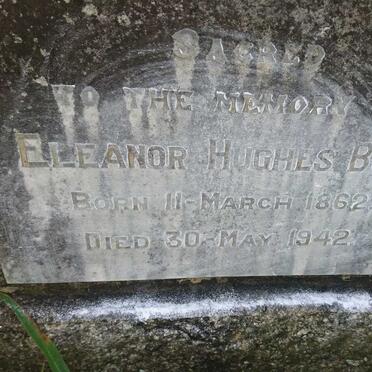 SACRED
TO THE MEMORY
ELEANOR HUGHES B
BORN 11-MARCH 1862
DIED 30-MAY 1942.